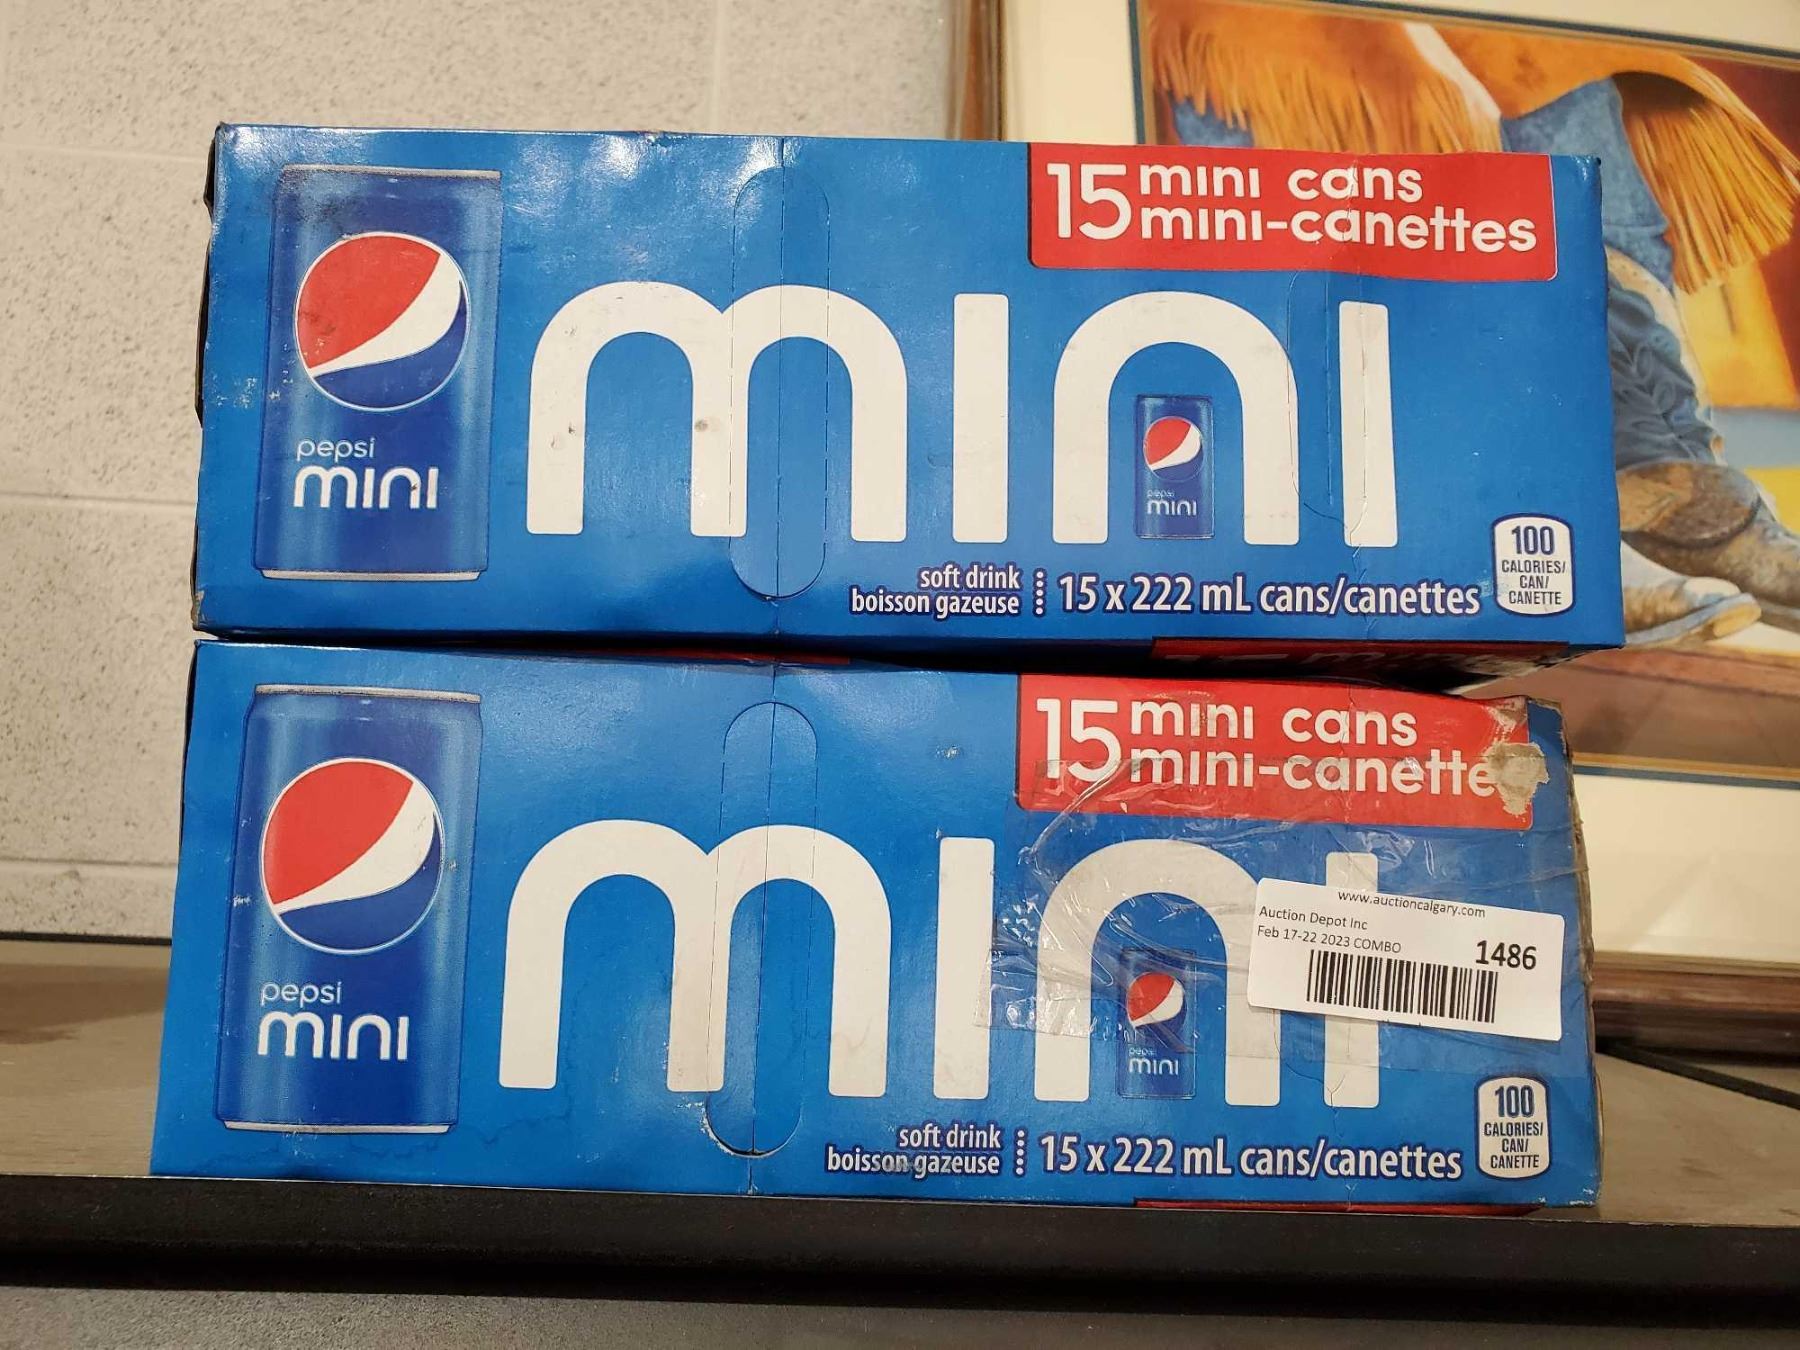 15 mini cans
mini-canettes
pepsi
mini
mini
pepsi
mini
soft drink
boisson gazeuse
15 x 222 mL cans/canettes
100
CALORIES/
CAN/
CANETTE
15 mini cans
mini-canette
pepsi
mini
mini
pepsi
mini
www.auctioncalgary.com
Auction Depot Inc
Feb 17-22 2023 COMBO
1486
soft drink
boisson gazeuse
15 x 222 mL cans/canettes
100
CALORIES/
CAN/
CANETTE